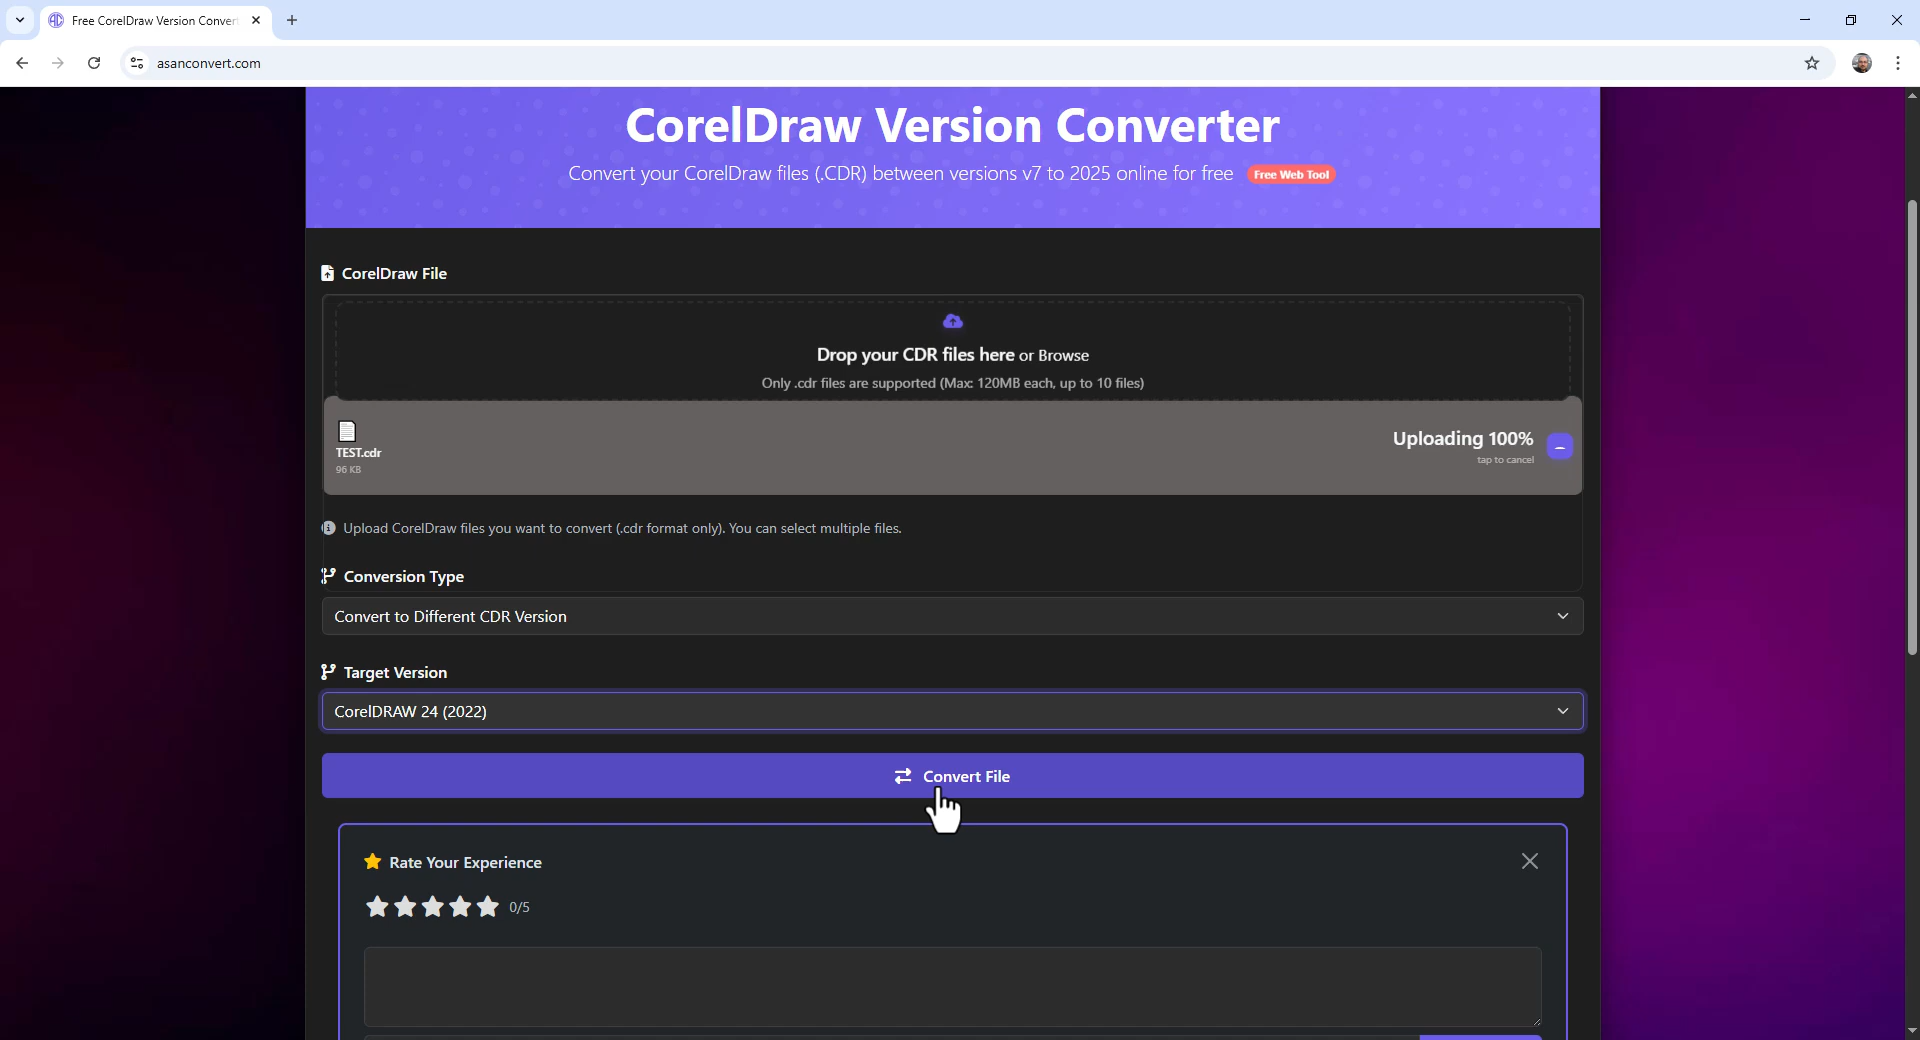 Free CorelDraw Version Conver
asanconvert.com
CorelDraw Version Converter
Convert your CorelDraw files (.CDR) between versions v7 to 2025 online for free Free Web Tool
CorelDraw File
Drop your CDR files here or Browse
Only .cdr files are supported (Max: 120MB each, up to 10 files)
TEST.cdr
96 KB
Uploading 100%
tap to cancel
Upload CorelDraw files you want to convert (.cdr format only). You can select multiple files.
Conversion Type
Convert to Different CDR Version
Target Version
CorelDRAW 24 (2022)
Convert File
Rate Your Experience
0/5